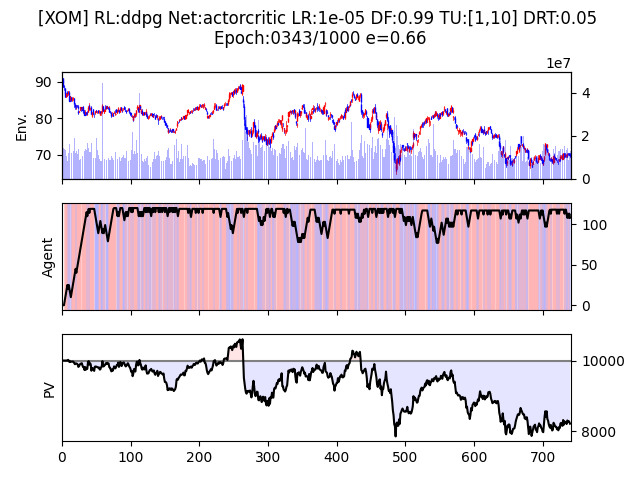 [XOM] RL:ddpg Net:actorcritic LR:1e-05 DF:0.99 TU:[1,10] DRT:0.05
Epoch:0343/1000 e=0.66
1e7
90
80
70
Env.
4
2
0
Agent
100
50
0
PV
10000
8000
0 100 200 300 400 500 600 700